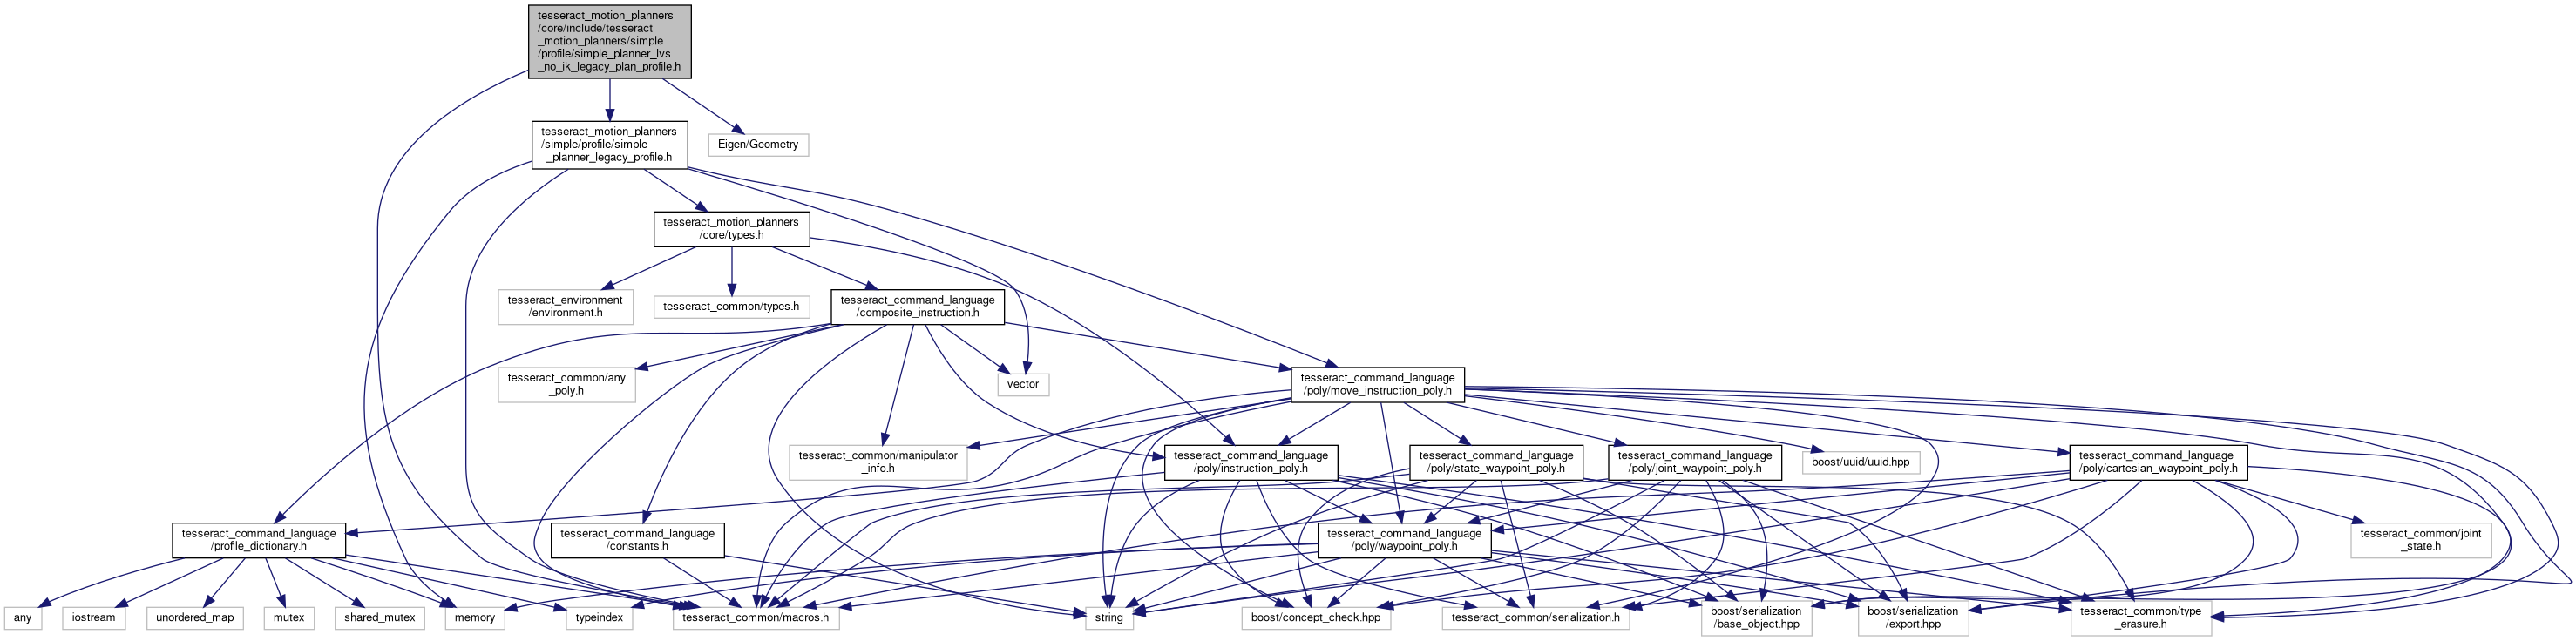 tesseract_motion_planners
/core/include/tesseract
_motion_planners/simple
/profile/simple_planner_lvs
_no_ik_legacy_plan_profile.h
tesseract_motion_planners
/simple/profile/simple
_planner_legacy_profile.h
Eigen/Geometry
tesseract_motion_planners
/core/types.h
tesseract_environment
/environment.h
tesseract_common/types.h
tesseract_command_language
/composite_instruction.h
tesseract_common/any
_poly.h
vector
tesseract_command_language
/poly/move_instruction_poly.h
tesseract_common/manipulator
_info.h
tesseract_command_language
/poly/instruction_poly.h
tesseract_command_language
/poly/state_waypoint_poly.h
tesseract_command_language
/poly/joint_waypoint_poly.h
boost/uuid/uuid.hpp
tesseract_command_language
/poly/cartesian_waypoint_poly.h
tesseract_command_language
/profile_dictionary.h
tesseract_command_language
/constants.h
tesseract_command_language
/poly/waypoint_poly.h
tesseract_common/joint
_state.h
any
iostream
unordered_map
mutex
shared_mutex
memory
typeindex
tesseract_common/macros.h
string
boost/concept_check.hpp
tesseract_common/serialization.h
boost/serialization
/base_object.hpp
boost/serialization
/export.hpp
tesseract_common/type
_erasure.h